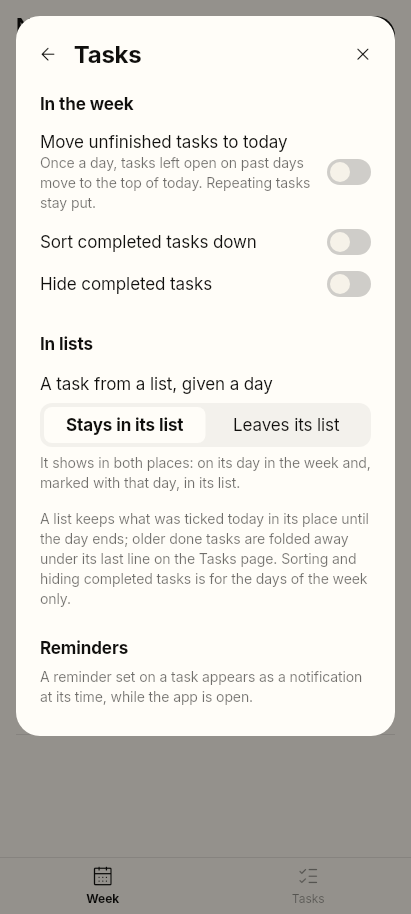 Tasks
In the week
Move unfinished tasks to today
Once a day, tasks left open on past days
move to the top of today. Repeating tasks
stay put.
Sort completed tasks down
Hide completed tasks
In lists
A task from a list, given a day
Stays in its list
Leaves its list
It shows in both places: on its day in the week and,
marked with that day, in its list.
A list keeps what was ticked today in its place until
the day ends; older done tasks are folded away
under its last line on the Tasks page. Sorting and
hiding completed tasks is for the days of the week
only.
Reminders
A reminder set on a task appears as a notification
at its time, while the app is open.
Week
Tasks